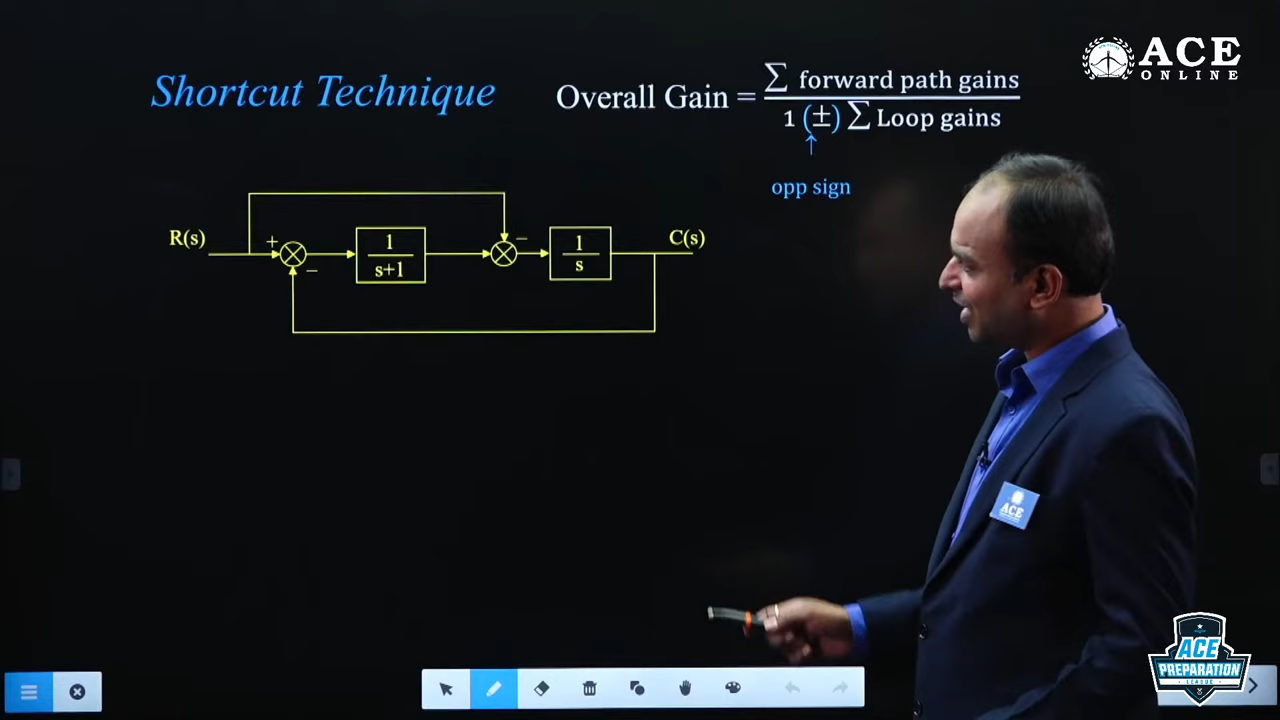 ACE
ONLINE
Shortcut Technique
Overall Gain = ∑ forward path gains
1 (±) ∑ Loop gains
↑
opp sign
R(s)
+
−
1
s+1
−
1
s
C(s)
ACE
ACE
PREPARATION
LEAGUE